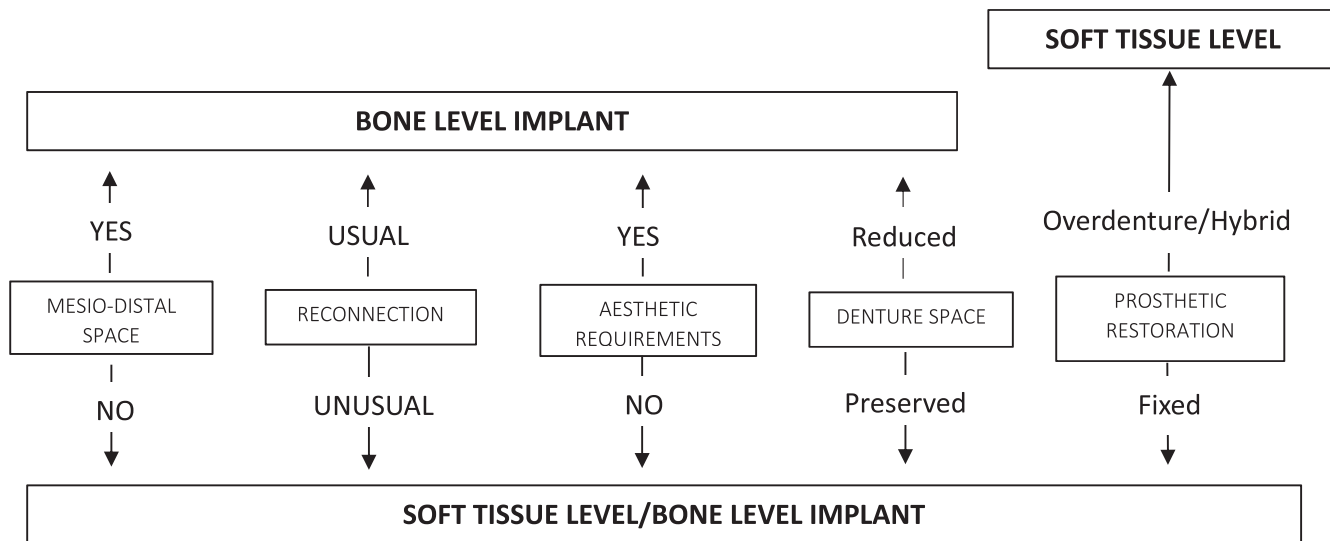 SOFT TISSUE LEVEL
BONE LEVEL IMPLANT
YES
USUAL
YES
Reduced
Overdenture/Hybrid
MESIO-DISTAL
SPACE
RECONNECTION
AESTHETIC
REQUIREMENTS
DENTURE SPACE
PROSTHETIC
RESTORATION
NO
UNUSUAL
NO
Preserved
Fixed
SOFT TISSUE LEVEL/BONE LEVEL IMPLANT